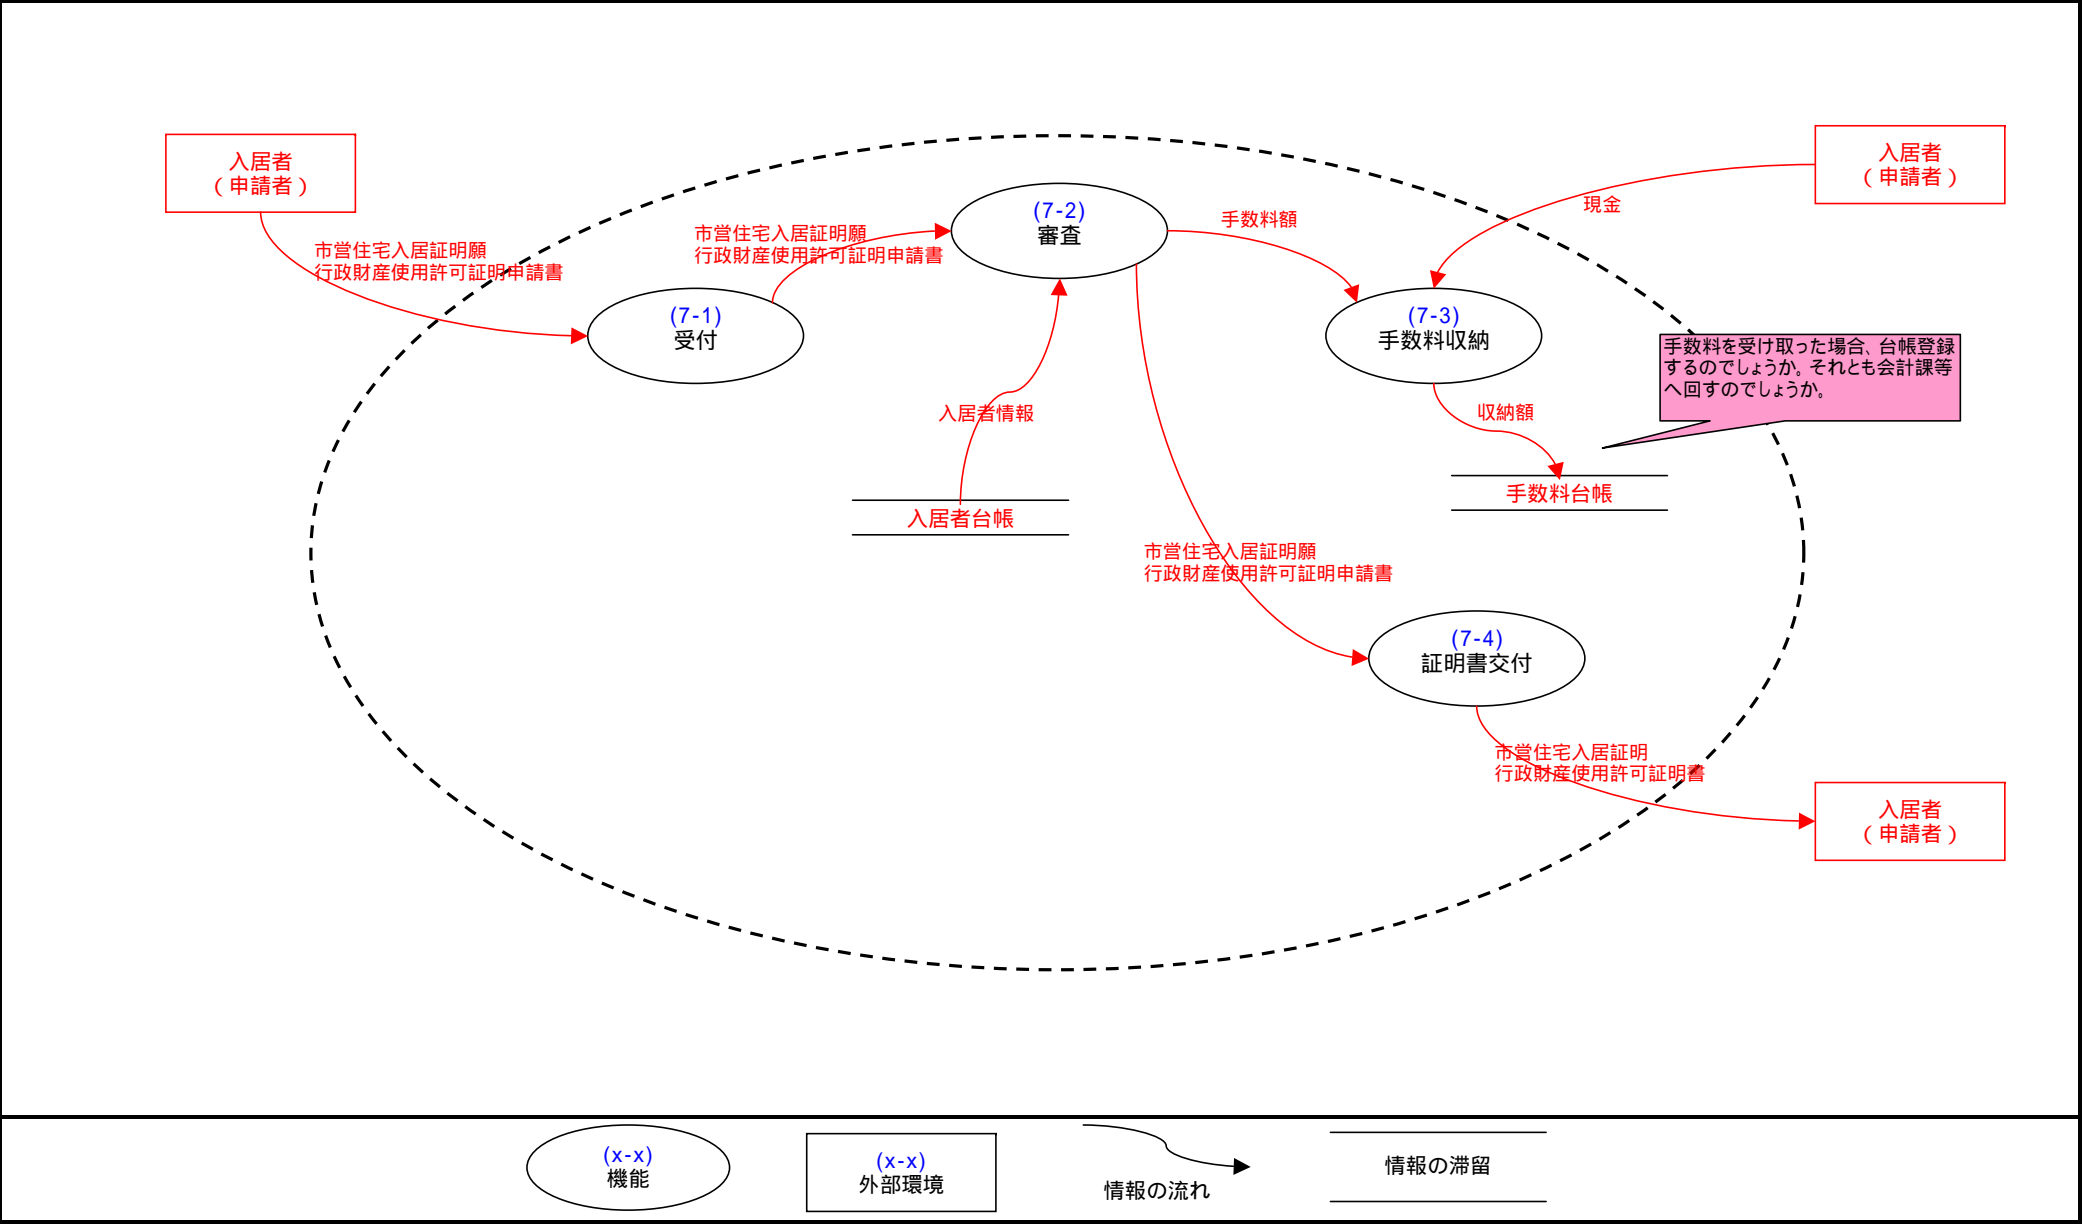 入居者
(申請者)
市営住宅入居証明願
行政財産使用許可証明申請書
(7-1)
受付
市営住宅入居証明願
行政財産使用許可証明申請書
(7-2)
審査
手数料額
現金
入居者
(申請者)
(7-3)
手数料収納
手数料を受け取った場合、台帳登録
するのでしょうか。それとも会計課等
へ回すのでしょうか。
収納額
手数料台帳
入居者情報
入居者台帳
市営住宅入居証明願
行政財産使用許可証明申請書
(7-4)
証明書交付
市営住宅入居証明
行政財産使用許可証明書
入居者
(申請者)
(x-x)
機能
(x-x)
外部環境
情報の流れ
情報の滞留